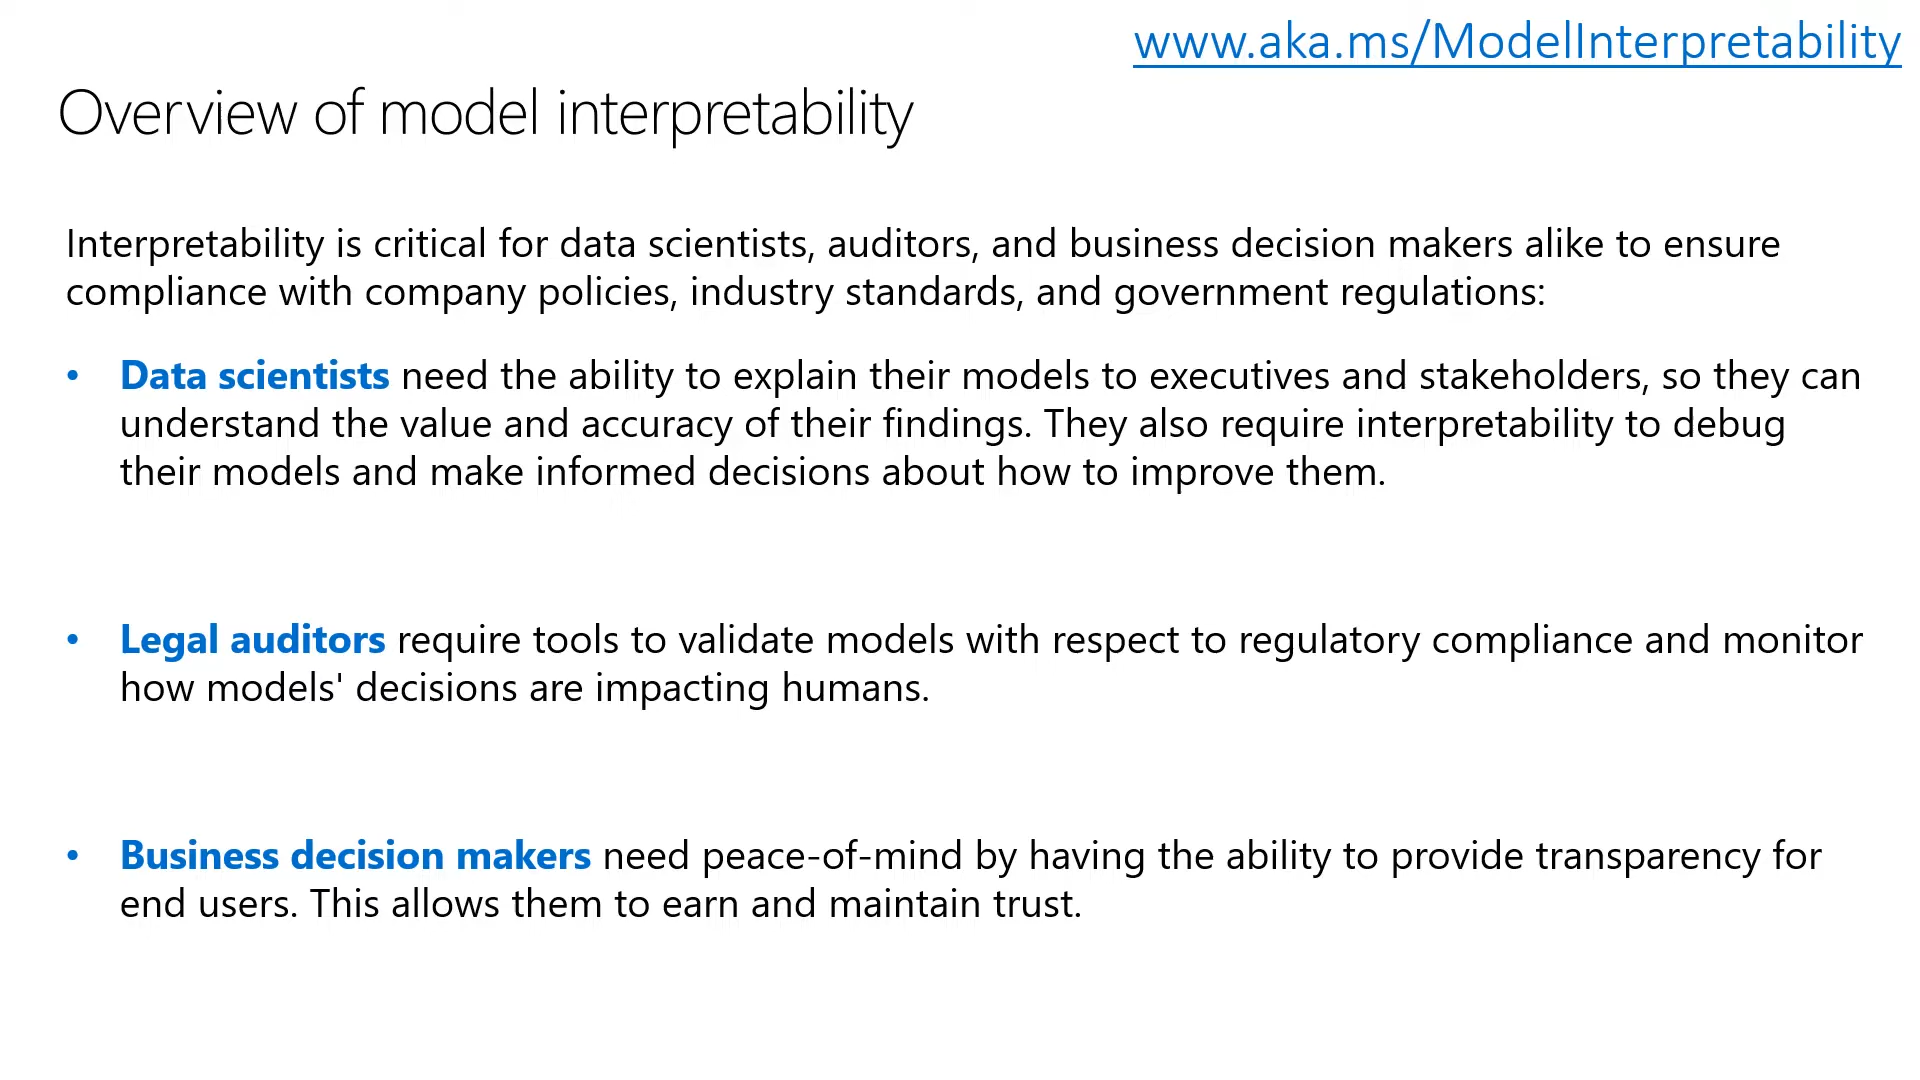 www.aka.ms/ModelInterpretability
Overview of model interpretability
Interpretability is critical for data scientists, auditors, and business decision makers alike to ensure
compliance with company policies, industry standards, and government regulations:
• Data scientists need the ability to explain their models to executives and stakeholders, so they can
understand the value and accuracy of their findings. They also require interpretability to debug
their models and make informed decisions about how to improve them.
• Legal auditors require tools to validate models with respect to regulatory compliance and monitor
how models' decisions are impacting humans.
• Business decision makers need peace-of-mind by having the ability to provide transparency for
end users. This allows them to earn and maintain trust.